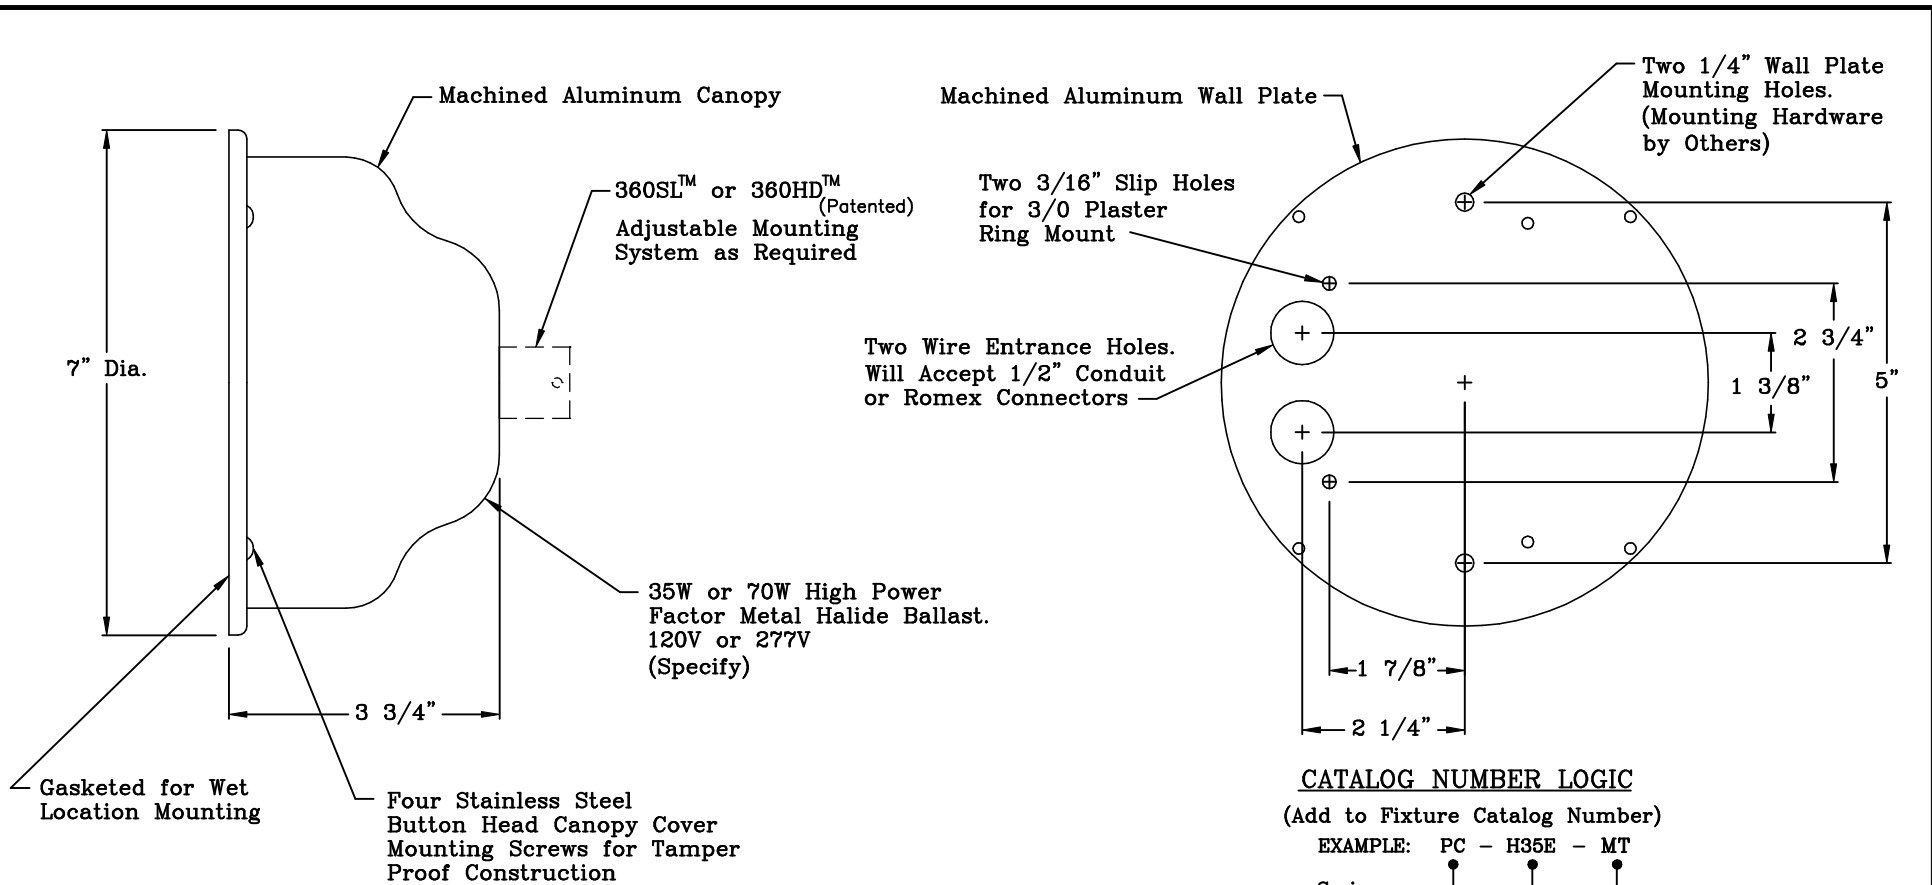 Machined Aluminum Canopy
360SL™ or 360HD™
(Patented)
Adjustable Mounting
System as Required
7” Dia.
35W or 70W High Power
Factor Metal Halide Ballast.
120V or 277V
(Specify)
3 3/4”
Gasketed for Wet
Location Mounting
Four Stainless Steel
Button Head Canopy Cover
Mounting Screws for Tamper
Proof Construction
Machined Aluminum Wall Plate
Two 1/4” Wall Plate
Mounting Holes.
(Mounting Hardware
by Others)
Two 3/16” Slip Holes
for 3/0 Plaster
Ring Mount
Two Wire Entrance Holes.
Will Accept 1/2” Conduit
or Romex Connectors
2 3/4”
1 3/8”
5”
1 7/8”
2 1/4”
CATALOG NUMBER LOGIC
(Add to Fixture Catalog Number)
EXAMPLE: PC - H35E - MT